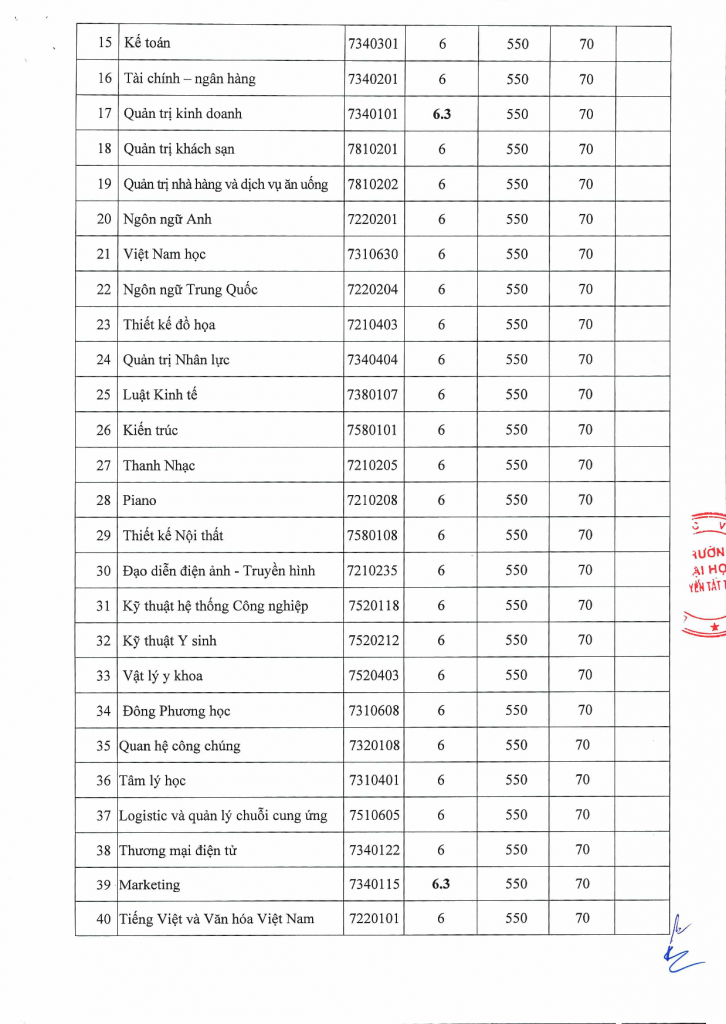 15 Kế toán 7340301 6 550 70
16 Tài chính – ngân hàng 7340201 6 550 70
17 Quản trị kinh doanh 7340101 6.3 550 70
18 Quản trị khách sạn 7810201 6 550 70
19 Quản trị nhà hàng và dịch vụ ăn uống 7810202 6 550 70
20 Ngôn ngữ Anh 7220201 6 550 70
21 Việt Nam học 7310630 6 550 70
22 Ngôn ngữ Trung Quốc 7220204 6 550 70
23 Thiết kế đồ họa 7210403 6 550 70
24 Quản trị Nhân lực 7340404 6 550 70
25 Luật Kinh tế 7380107 6 550 70
26 Kiến trúc 7580101 6 550 70
27 Thanh Nhạc 7210205 6 550 70
28 Piano 7210208 6 550 70
29 Thiết kế Nội thất 7580108 6 550 70
30 Đạo diễn điện ảnh - Truyền hình 7210235 6 550 70
31 Kỹ thuật hệ thống Công nghiệp 7520118 6 550 70
32 Kỹ thuật Y sinh 7520212 6 550 70
33 Vật lý y khoa 7520403 6 550 70
34 Đông Phương học 7310608 6 550 70
35 Quan hệ công chúng 7320108 6 550 70
36 Tâm lý học 7310401 6 550 70
37 Logistic và quản lý chuỗi cung ứng 7510605 6 550 70
38 Thương mại điện tử 7340122 6 550 70
39 Marketing 7340115 6.3 550 70
40 Tiếng Việt và Văn hóa Việt Nam 7220101 6 550 70